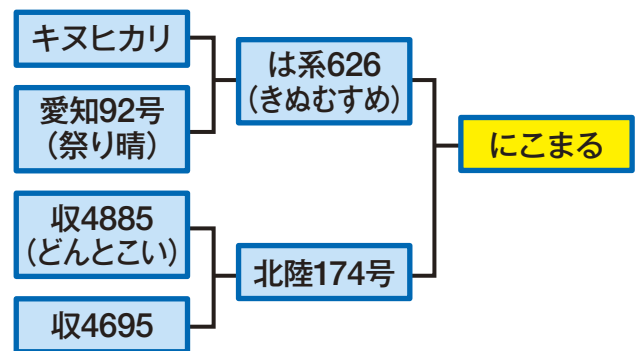 キヌヒカリ
愛知92号
(祭り晴)
は系626
(きぬむすめ)
にこまる
収4885
(どんとこい)
北陸174号
収4695